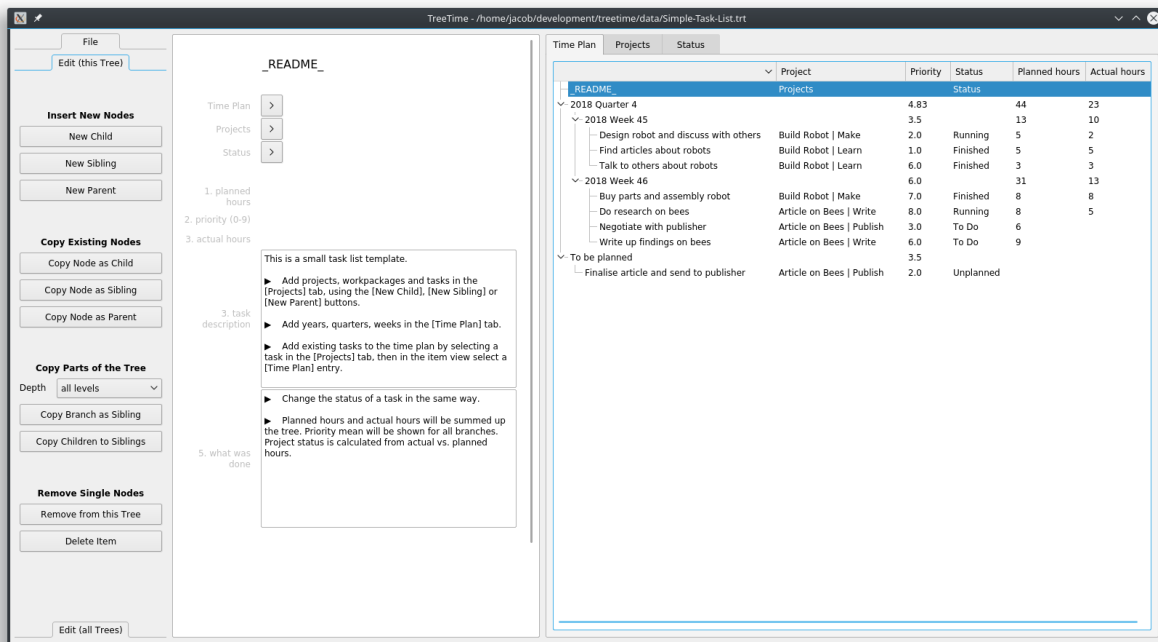 TreeTime - /home/jacob/development/treetime/data/Simple-Task-List.trt
File
Edit (this Tree)
Insert New Nodes
New Child
New Sibling
New Parent
Copy Existing Nodes
Copy Node as Child
Copy Node as Sibling
Copy Node as Parent
Copy Parts of the Tree
Depth all levels
Copy Branch as Sibling
Copy Children to Siblings
Remove Single Nodes
Remove from this Tree
Delete Item
Edit (all Trees)
_README_
Time Plan >
Projects >
Status >
1. planned
hours
2. priority (0-9)
3. actual hours
3. task
description
This is a small task list template.
► Add projects, workpackages and tasks in the
[Projects] tab, using the [New Child], [New Sibling] or
[New Parent] buttons.
► Add years, quarters, weeks in the [Time Plan] tab.
► Add existing tasks to the time plan by selecting a
task in the [Projects] tab, then in the item view select a
[Time Plan] entry.
5. what was
done
► Change the status of a task in the same way.
► Planned hours and actual hours will be summed up
the tree. Priority mean will be shown for all branches.
Project status is calculated from actual vs. planned
hours.
Time Plan Projects Status
Project Priority Status Planned hours Actual hours
_README_ Projects Status
2018 Quarter 4 4.83 44 23
2018 Week 45 3.5 13 10
Design robot and discuss with others Build Robot | Make 2.0 Running 5 2
Find articles about robots Build Robot | Learn 1.0 Finished 5 5
Talk to others about robots Build Robot | Learn 6.0 Finished 3 3
2018 Week 46 6.0 31 13
Buy parts and assembly robot Build Robot | Make 7.0 Finished 8 8
Do research on bees Article on Bees | Write 8.0 Running 8 5
Negotiate with publisher Article on Bees | Publish 3.0 To Do 6
Write up findings on bees Article on Bees | Write 6.0 To Do 9
To be planned 3.5
Finalise article and send to publisher Article on Bees | Publish 2.0 Unplanned